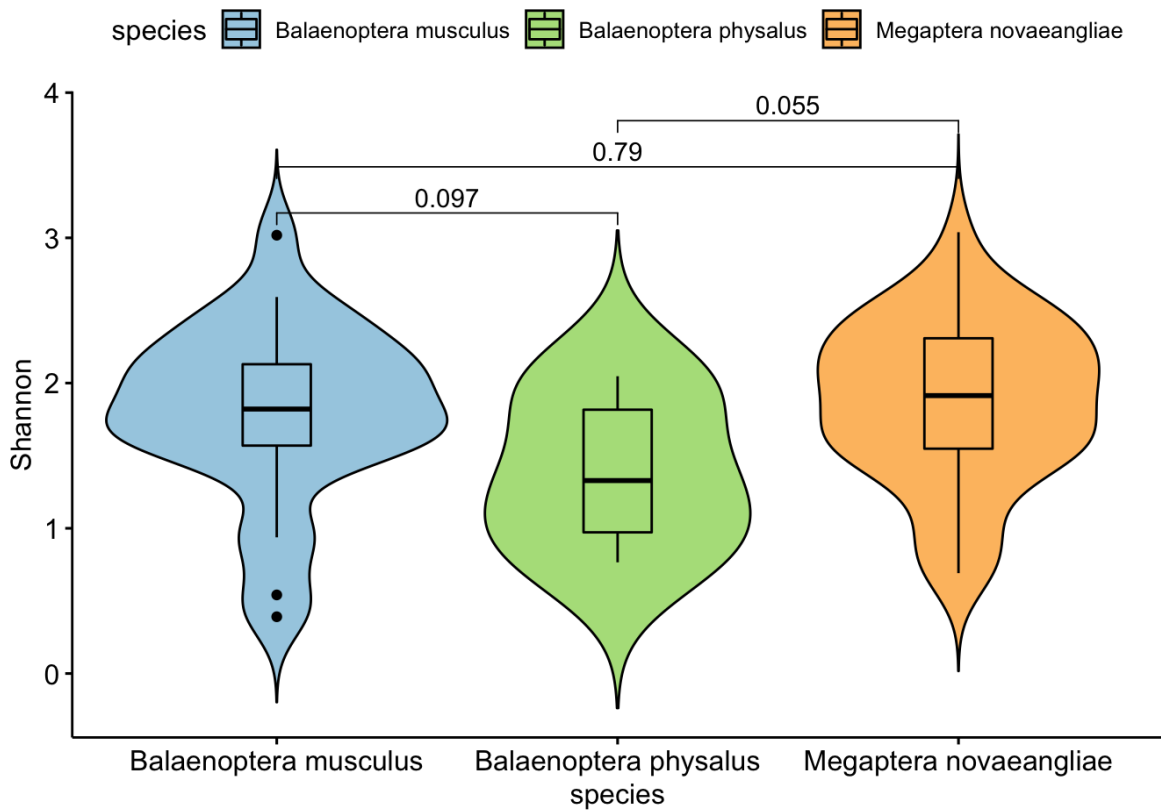 species Balaenoptera musculus Balaenoptera physalus Megaptera novaeangliae
4
0.055
0.79
0.097
3
2
Shannon
1
0
Balaenoptera musculus Balaenoptera physalus Megaptera novaeangliae
species